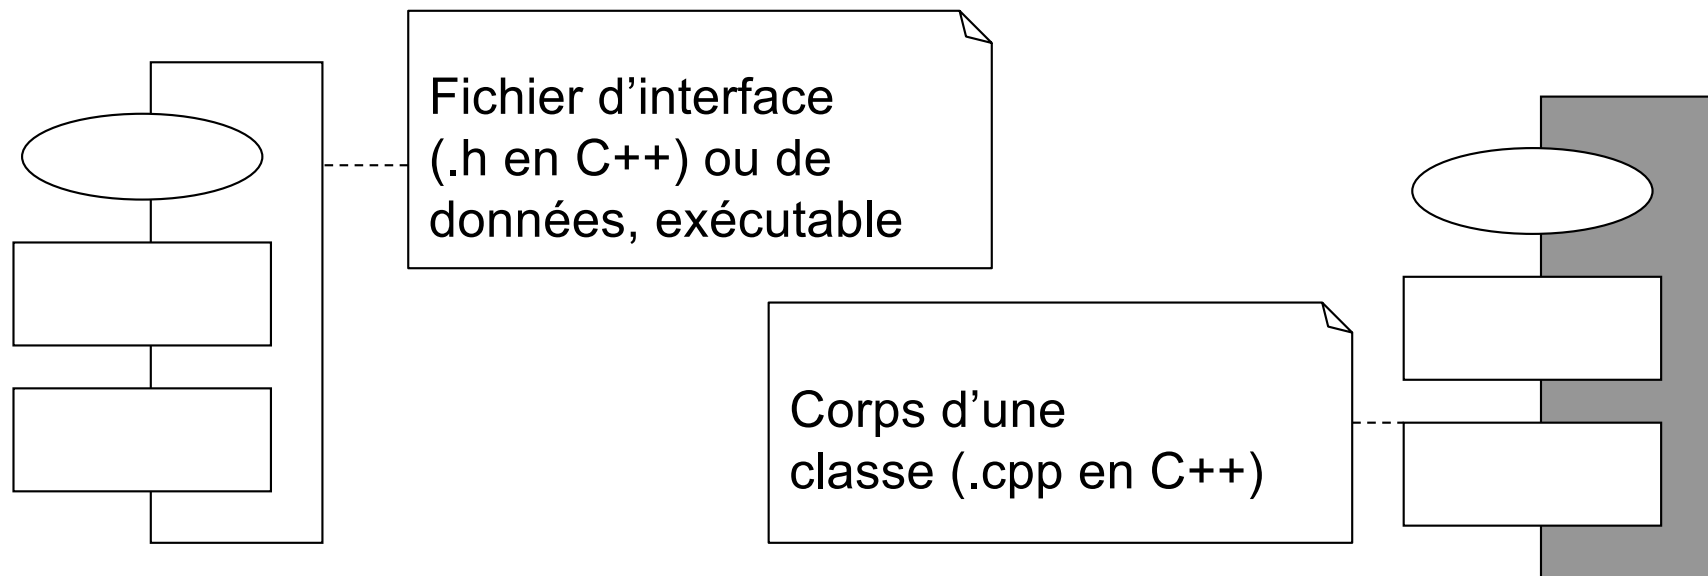 Fichier d’interface
(.h en C++) ou de
données, exécutable
Corps d’une
classe (.cpp en C++)